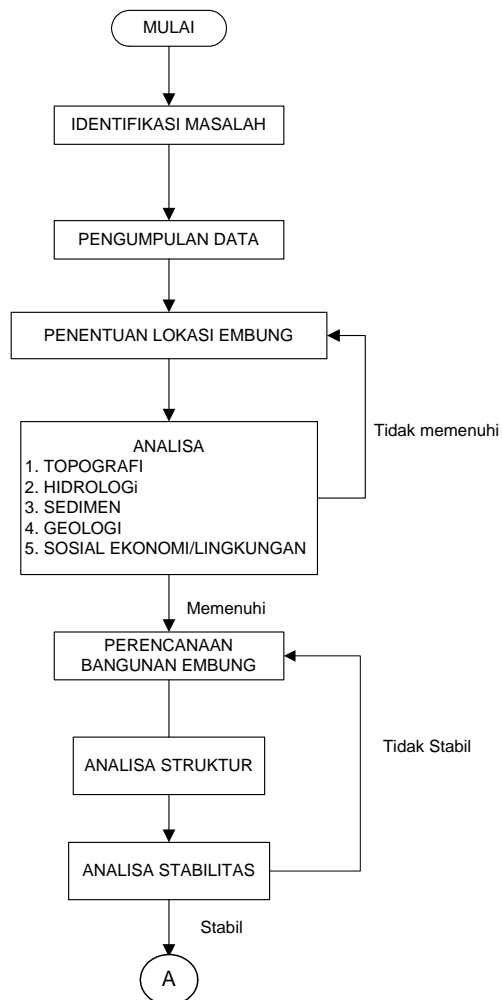 MULAI
IDENTIFIKASI MASALAH
PENGUMPULAN DATA
PENENTUAN LOKASI EMBUNG
Tidak memenuhi
ANALISA
1. TOPOGRAFI
2. HIDROLOGi
3. SEDIMEN
4. GEOLOGI
5. SOSIAL EKONOMI/LINGKUNGAN
Memenuhi
PERENCANAAN
BANGUNAN EMBUNG
Tidak Stabil
ANALISA STRUKTUR
ANALISA STABILITAS
Stabil
A